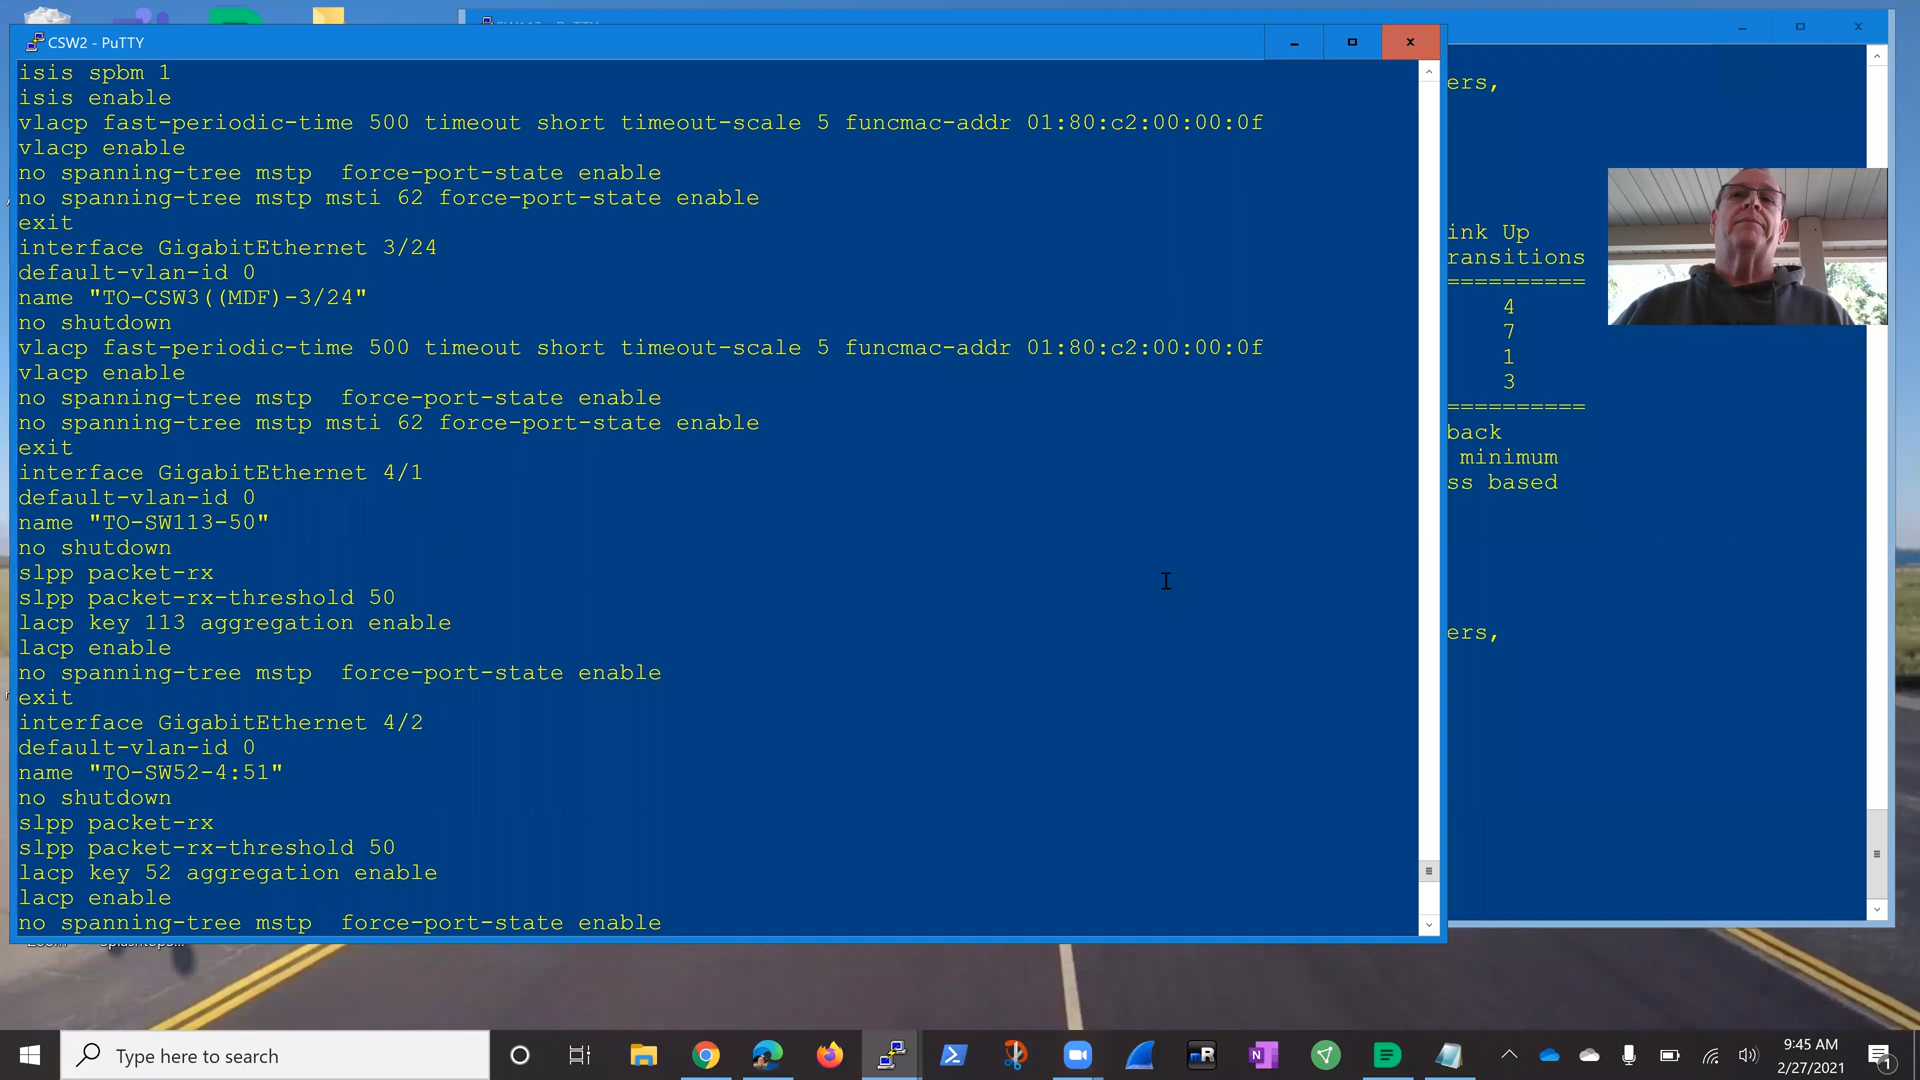 CSW2 - PuTTY
isis spbm 1
isis enable
vlacp fast-periodic-time 500 timeout short timeout-scale 5 funcmac-addr 01:80:c2:00:00:0f
vlacp enable
no spanning-tree mstp  force-port-state enable
no spanning-tree mstp msti 62 force-port-state enable
exit
interface GigabitEthernet 3/24
default-vlan-id 0
name "TO-CSW3((MDF)-3/24"
no shutdown
vlacp fast-periodic-time 500 timeout short timeout-scale 5 funcmac-addr 01:80:c2:00:00:0f
vlacp enable
no spanning-tree mstp  force-port-state enable
no spanning-tree mstp msti 62 force-port-state enable
exit
interface GigabitEthernet 4/1
default-vlan-id 0
name "TO-SW113-50"
no shutdown
slpp packet-rx
slpp packet-rx-threshold 50
lacp key 113 aggregation enable
lacp enable
no spanning-tree mstp  force-port-state enable
exit
interface GigabitEthernet 4/2
default-vlan-id 0
name "TO-SW52-4:51"
no shutdown
slpp packet-rx
slpp packet-rx-threshold 50
lacp key 52 aggregation enable
lacp enable
no spanning-tree mstp  force-port-state enable
ers,
ink Up
ransitions
==========
4
7
1
3
==========
back
minimum
ss based
ers,
Type here to search
9:45 AM
2/27/2021
1